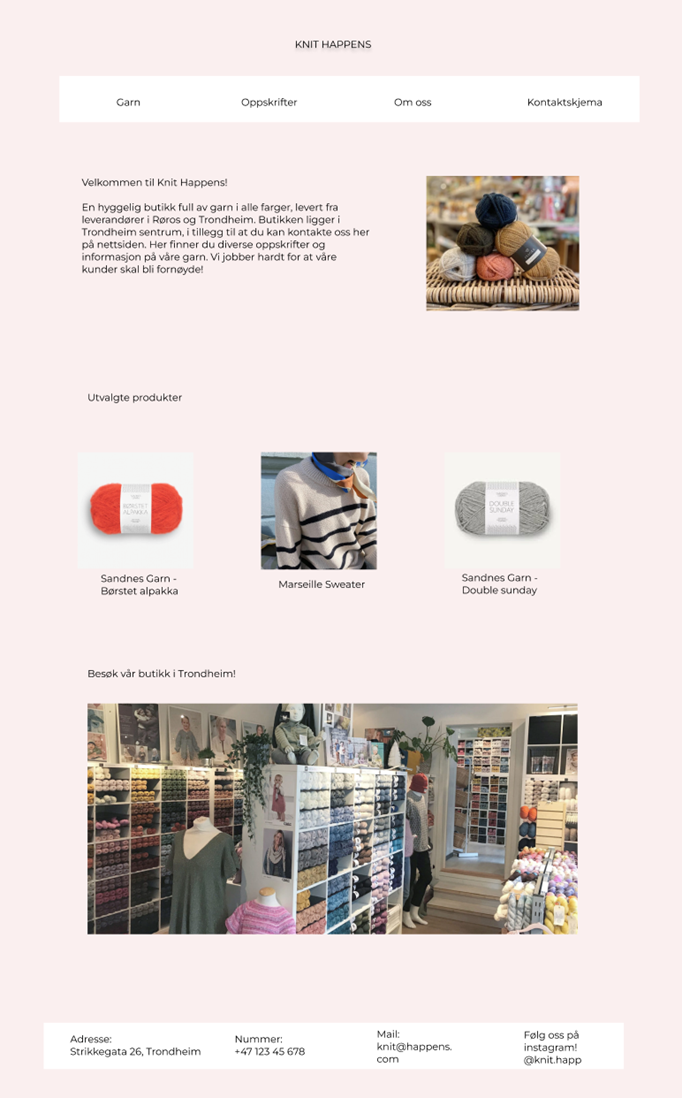 KNIT HAPPENS
Garn
Oppskrifter
Om oss
Kontaktskjema
Velkommen til Knit Happens!
En hyggelig butikk full av garn i alle farger, levert fra
leverandører i Røros og Trondheim. Butikken ligger i
Trondheim sentrum, i tillegg til at du kan kontakte oss her
på nettsiden. Her finner du diverse oppskrifter og
informasjon på våre garn. Vi jobber hardt for at våre
kunder skal bli fornøyde!
Utvalgte produkter
BØRSTET
ALPAKKA
DOUBLE
SUNDAY
Sandnes Garn -
Børstet alpakka
Marseille Sweater
Sandnes Garn -
Double sunday
Besøk vår butikk i Trondheim!
Adresse:
Strikkegata 26, Trondheim
Nummer:
+47 123 45 678
Mail:
knit@happens.
com
Følg oss på
instagram!
@knit.happ